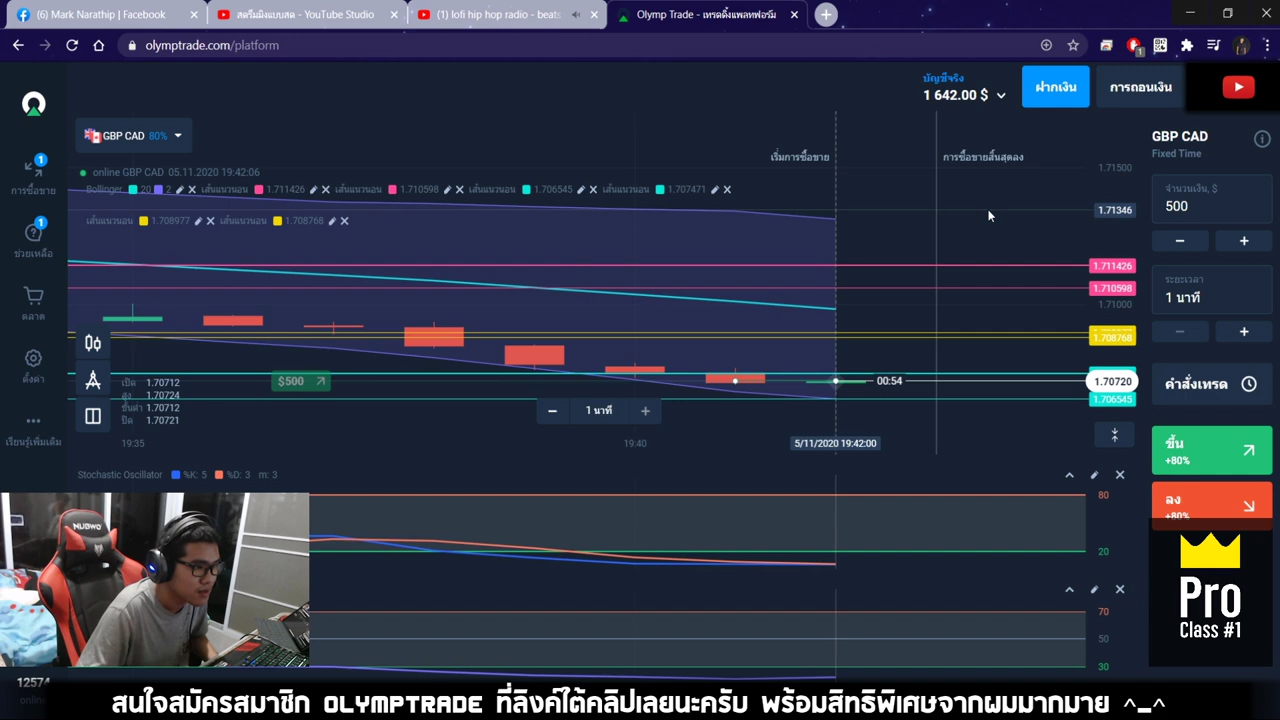 (6) Mark Narathip | Facebook
สตรีมมิงแบบสด - YouTube Studio
(1) lofi hip hop radio - beats
Olymp Trade - เทรดดิ้งแพลทฟอร์ม
olymptrade.com/platform
1
บัญชีจริง
1 642.00 $
ฝากเงิน
การถอนเงิน
GBP CAD 80%
เริ่มการซื้อขาย
การซื้อขายสิ้นสุดลง
GBP CAD
Fixed Time
online GBP CAD 05.11.2020 19:42:06
1.71500
Bollinger 20 2 เส้นแนวนอน 1.711426 เส้นแนวนอน 1.710598 เส้นแนวนอน 1.706545 เส้นแนวนอน 1.707471
เส้นแนวนอน 1.708977 เส้นแนวนอน 1.708768
1
การซื้อขาย
1
ช่วยเหลือ
ตลาด
ตั้งค่า
เรียนรู้เพิ่มเติม
จำนวนเงิน, $
500
1.71346
1.711426
1.710598
1.71000
1.708768
1.70720
1.706545
ระยะเวลา
1 นาที
คำสั่งเทรด
เปิด 1.70712
สูง 1.70724
ขั้นต่ำ 1.70712
ปิด 1.70721
$500
00:54
1 นาที
19:35
19:40
5/11/2020 19:42:00
ขึ้น
+80%
ลง
+80%
Stochastic Oscillator %K: 5 %D: 3 m: 3
80
20
70
50
30
NUBWO
Pro
Class #1
12574
สนใจสมัครสมาชิก OLYMPTRADE ที่ลิงค์ใต้คลิปเลยนะครับ พร้อมสิทธิพิเศษจากผมมากมาย ^_^